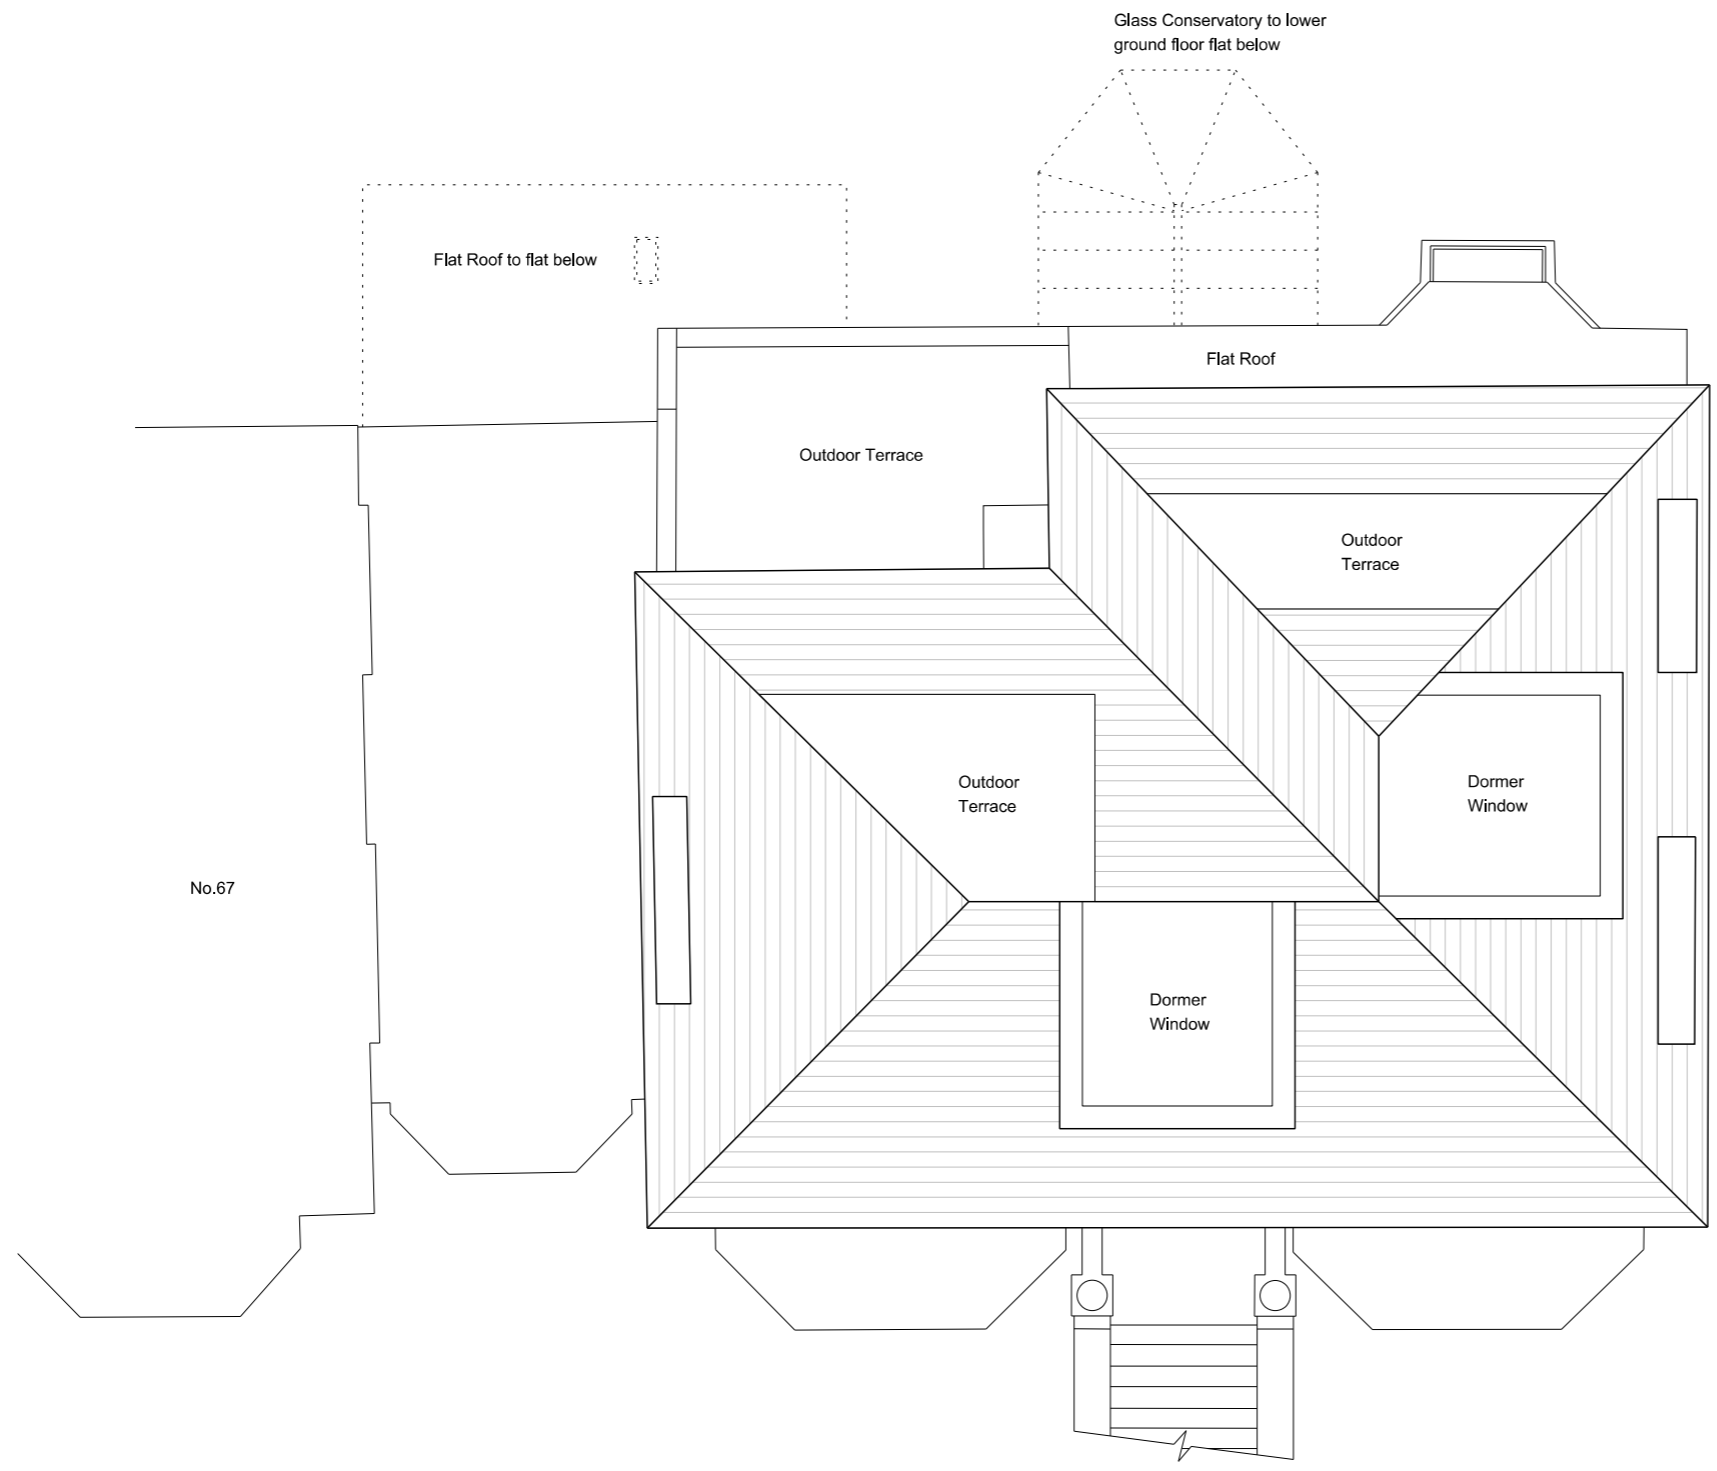 Glass Conservatory to lower
ground floor flat below
Flat Roof to flat below
Flat Roof
Outdoor Terrace
Outdoor
Terrace
Outdoor
Terrace
Dormer
Window
No.67
Dormer
Window